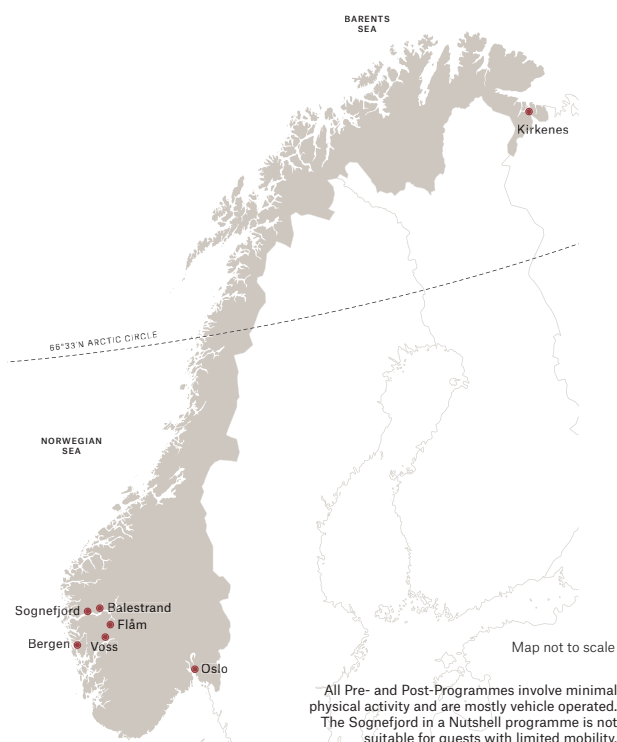 BARENTS
SEA
Kirkenes
66°33'N ARCTIC CIRCLE
NORWEGIAN
SEA
Sognefjord
Balestrand
Flåm
Bergen
Voss
Oslo
Map not to scale
All Pre- and Post-Programmes involve minimal
physical activity and are mostly vehicle operated.
The Sognefjord in a Nutshell programme is not
suitable for guests with limited mobility.